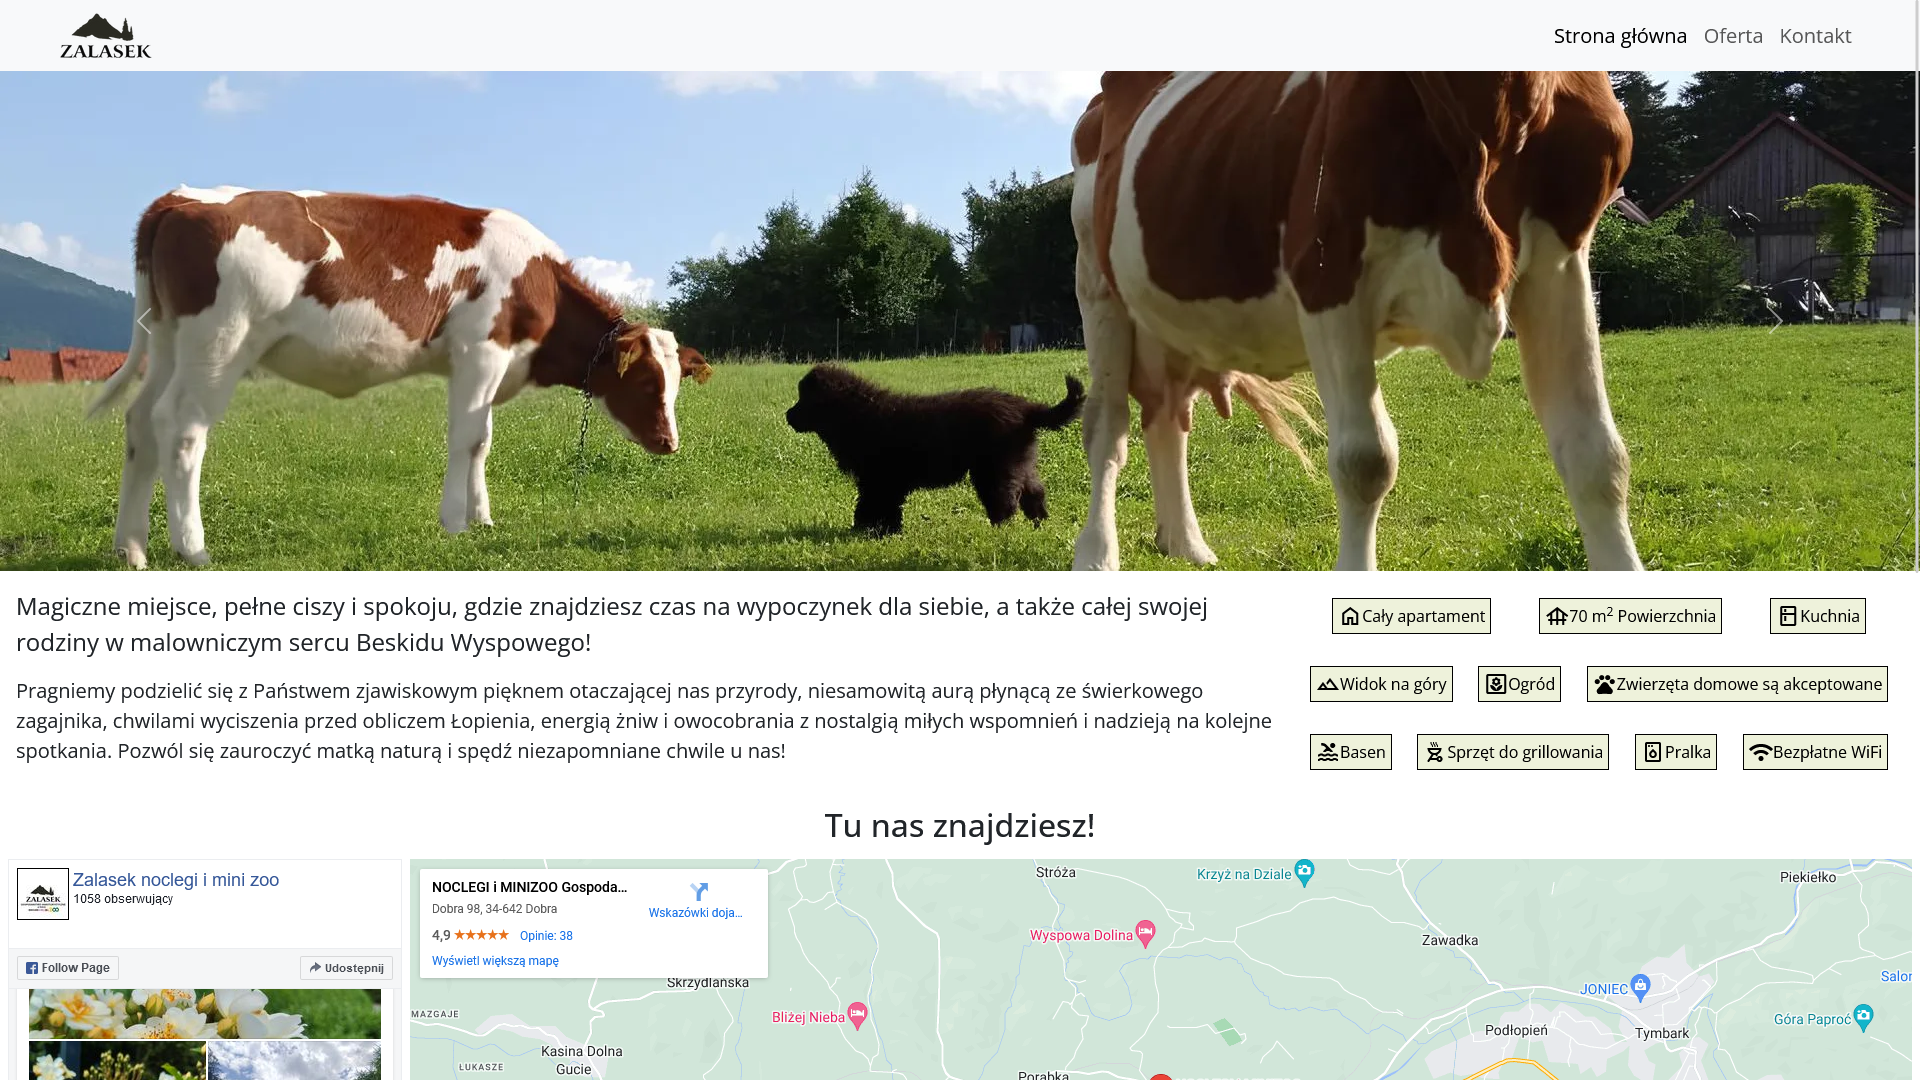 ZALASEK
Strona główna
Oferta
Kontakt
Magiczne miejsce, pełne ciszy i spokoju, gdzie znajdziesz czas na wypoczynek dla siebie, a także całej swojej
rodziny w malowniczym sercu Beskidu Wyspowego!
Pragniemy podzielić się z Państwem zjawiskowym pięknem otaczającej nas przyrody, niesamowitą aurą płynącą ze świerkowego
zagajnika, chwilami wyciszenia przed obliczem Łopienia, energią żniw i owocobrania z nostalgią miłych wspomnień i nadzieją na kolejne
spotkania. Pozwól się zauroczyć matką naturą i spędź niezapomniane chwile u nas!
Cały apartament
70 m² Powierzchnia
Kuchnia
Widok na góry
Ogród
Zwierzęta domowe są akceptowane
Basen
Sprzęt do grillowania
Pralka
Bezpłatne WiFi
Tu nas znajdziesz!
ZALASEK
Zalasek noclegi i mini zoo
1058 obserwujący
Follow Page
Udostępnij
NOCLEGI i MINIZOO Gospoda...
Dobra 98, 34-642 Dobra
4,9
Opinie: 38
Wyświetl większą mapę
Wskazówki doja...
Stróża
Krzyż na Dziale
Piekiełko
Wyspowa Dolina
Zawadka
Skrzydlańska
JONIEC
Salon
MAZGAJE
Bliżej Nieba
Podłopień
Tymbark
Góra Paproć
Kasina Dolna
Gucie
ŁUKASZE
Porąbka